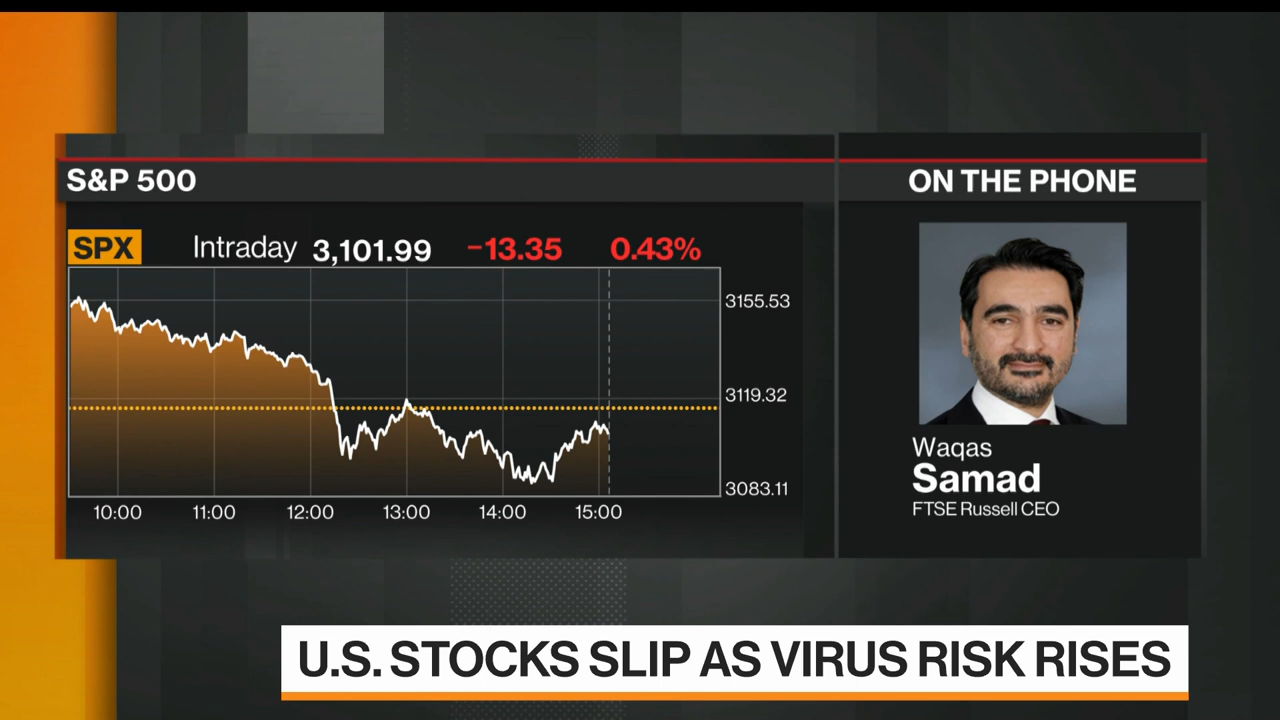 S&P 500
SPX Intraday 3,101.99 −13.35 0.43%
3155.53
3119.32
3083.11
10:00 11:00 12:00 13:00 14:00 15:00
ON THE PHONE
Waqas
Samad
FTSE Russell CEO
U.S. STOCKS SLIP AS VIRUS RISK RISES